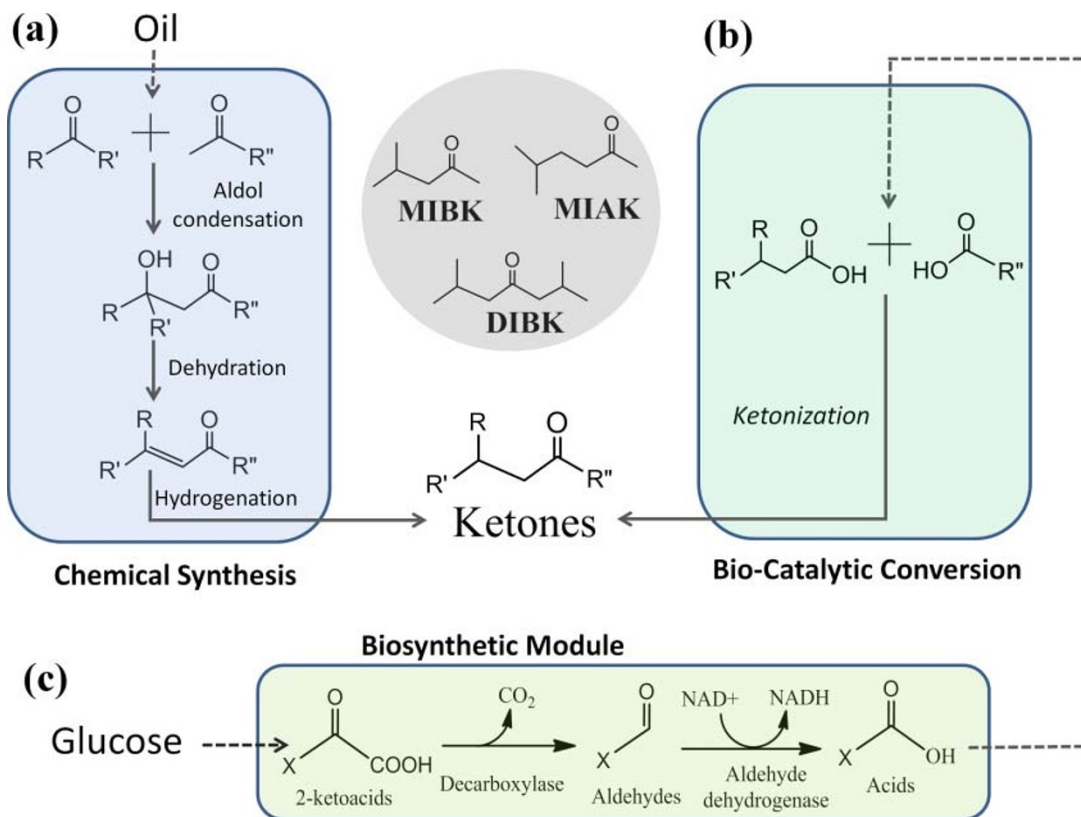 (a)
Oil
O
R
R'
O
R"
Aldol
condensation
OH
O
R
R'
R"
Dehydration
R
O
R'
R"
Hydrogenation
Chemical Synthesis
O
MIBK
O
MIAK
O
DIBK
R
O
R'
R"
Ketones
(b)
R
O
R'
OH
O
HO
R"
Ketonization
Bio-Catalytic Conversion
Biosynthetic Module
(c)
Glucose
O
X
COOH
2-ketoacids
CO2
Decarboxylase
O
X
Aldehydes
NAD+
NADH
Aldehyde
dehydrogenase
O
X
OH
Acids